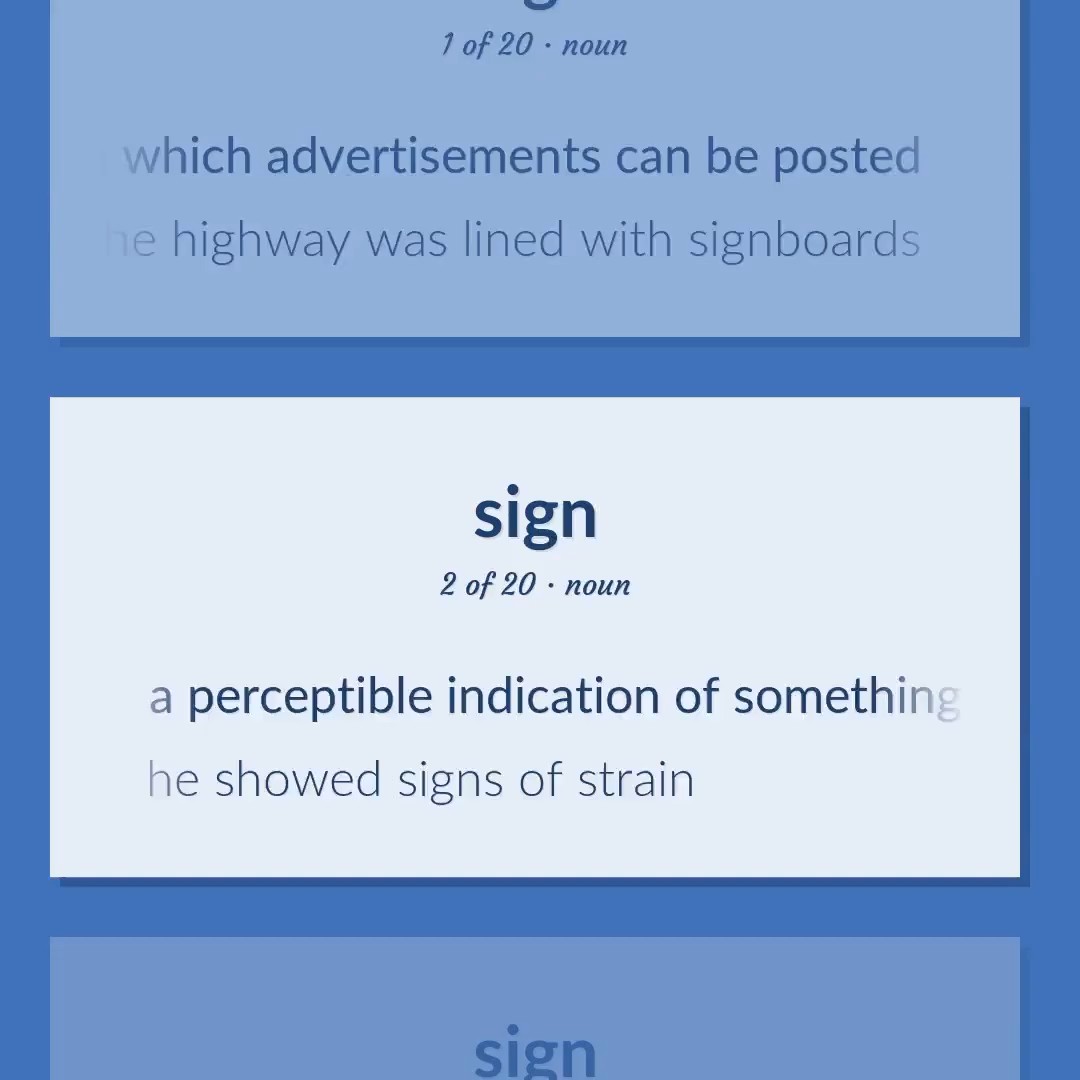 1 of 20 · noun
which advertisements can be posted
he highway was lined with signboards
sign
2 of 20 · noun
a perceptible indication of something
he showed signs of strain
sign